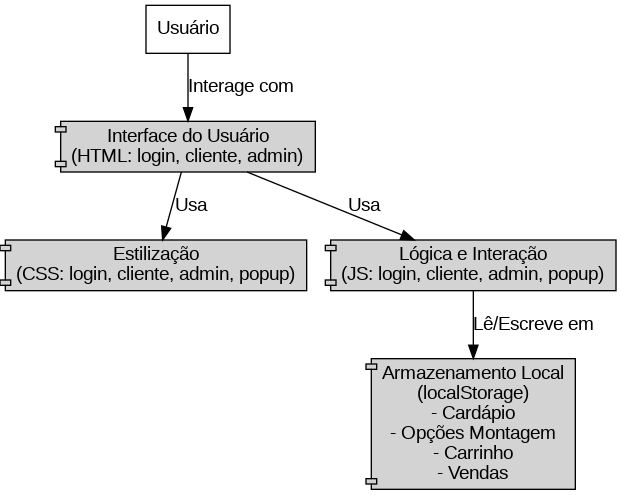 Usuário
Interage com
Interface do Usuário
(HTML: login, cliente, admin)
Usa
Usa
Estilização
(CSS: login, cliente, admin, popup)
Lógica e Interação
(JS: login, cliente, admin, popup)
Lê/Escreve em
Armazenamento Local
(localStorage)
- Cardápio
- Opções Montagem
- Carrinho
- Vendas